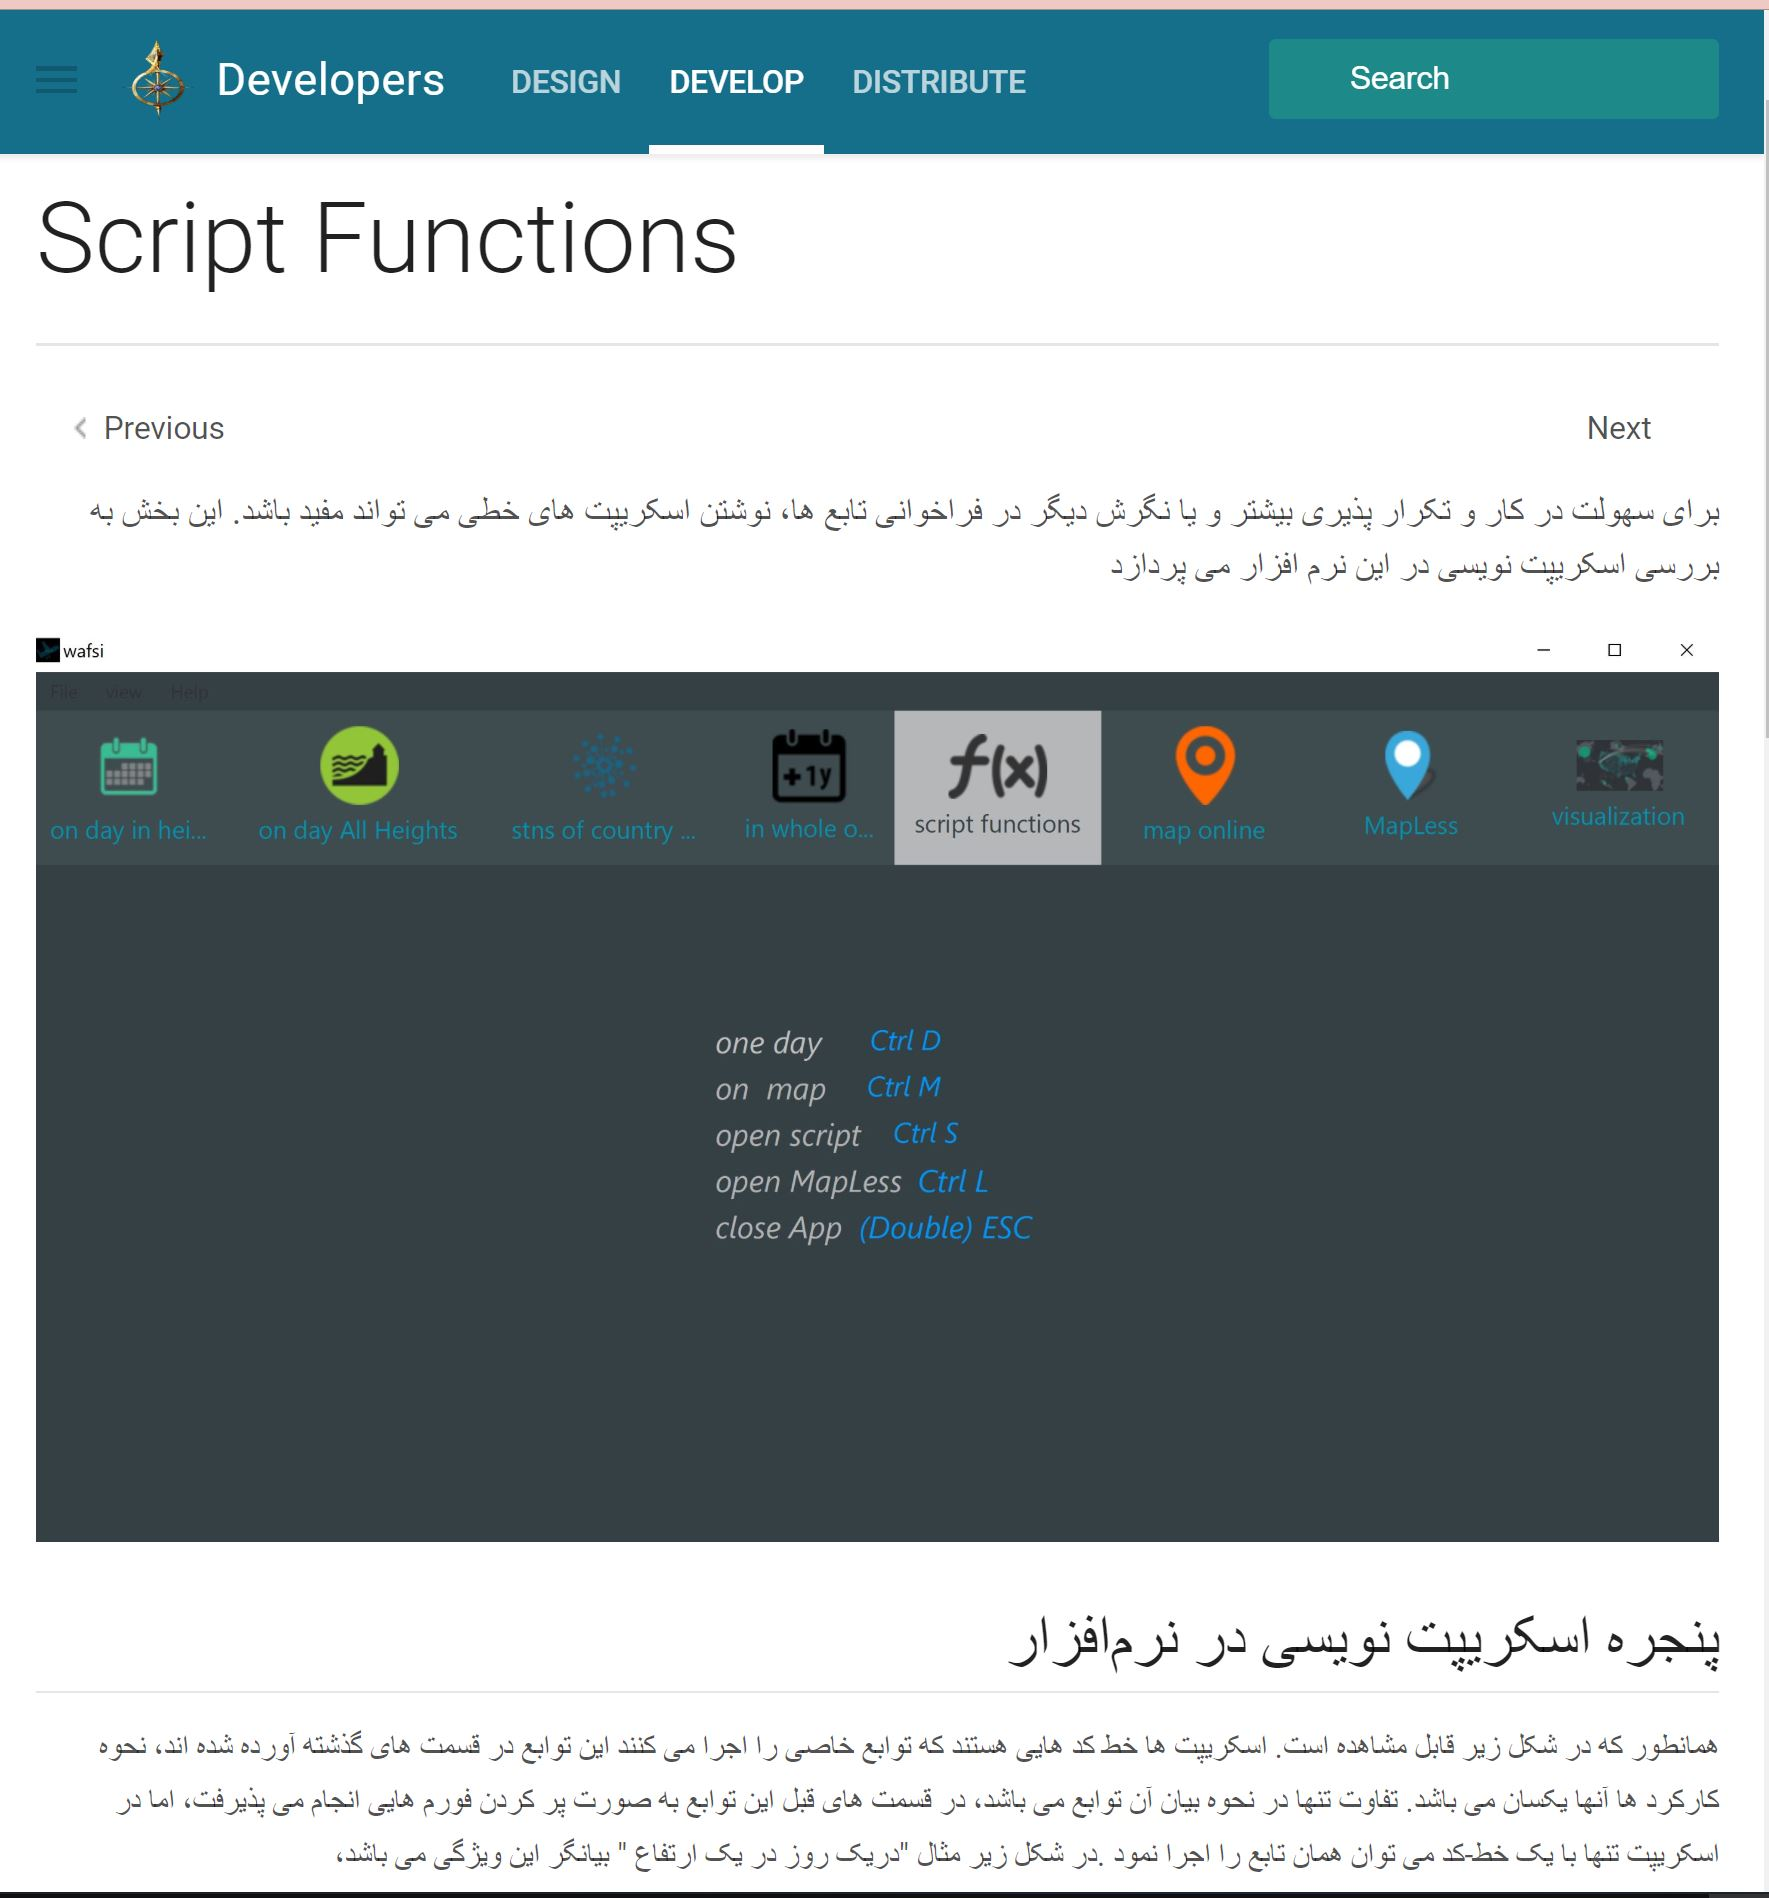 Developers DESIGN DEVELOP DISTRIBUTE Search
Script Functions
Previous Next
برای سهولت در کار و تکرار پذیری بیشتر و یا نگرش دیگر در فراخوانی تابع ها، نوشتن اسکریپت های خطی می تواند مفید باشد. این بخش به
بررسی اسکریپت نویسی در این نرم افزار می پردازد
wafsi
File view Help
on day in hei... on day All Heights stns of country ... in whole o... f(x) script functions map online MapLess visualization
+1y
one day Ctrl D
on map Ctrl M
open script Ctrl S
open MapLess Ctrl L
close App (Double) ESC
پنجره اسکریپت نویسی در نرم‌افزار
همانطور که در شکل زیر قابل مشاهده است. اسکریپت ها خط کد هایی هستند که توابع خاصی را اجرا می کنند این توابع در قسمت های گذشته آورده شده اند، نحوه
کارکرد ها آنها یکسان می باشد. تفاوت تنها در نحوه بیان آن توابع می باشد، در قسمت های قبل این توابع به صورت پر کردن فورم هایی انجام می پذیرفت، اما در
اسکریپت تنها با یک خط-کد می توان همان تابع را اجرا نمود .در شکل زیر مثال "دریک روز در یک ارتفاع " بیانگر این ویژگی می باشد،